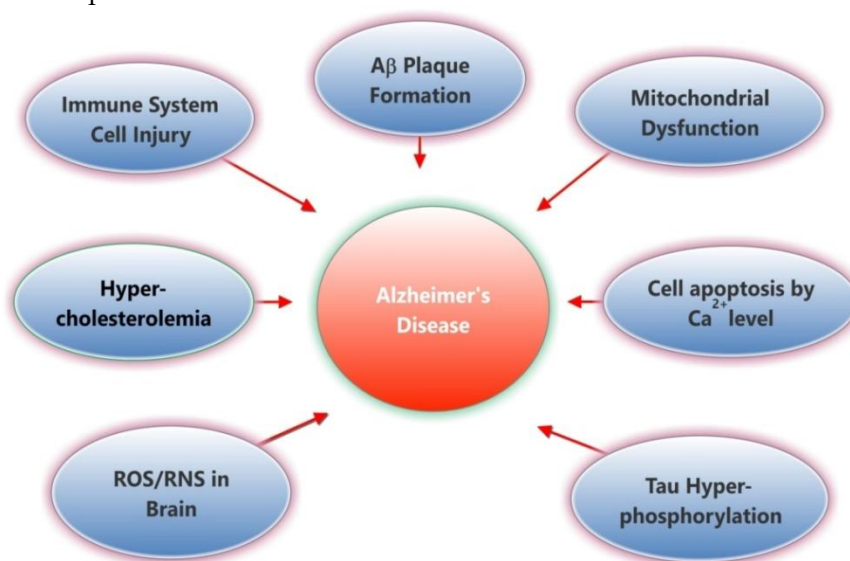 Aβ Plaque
Formation
Immune System
Cell Injury
Mitochondrial
Dysfunction
Hyper-
cholesterolemia
Alzheimer's
Disease
Cell apoptosis by
Ca²⁺ level
ROS/RNS in
Brain
Tau Hyper-
phosphorylation